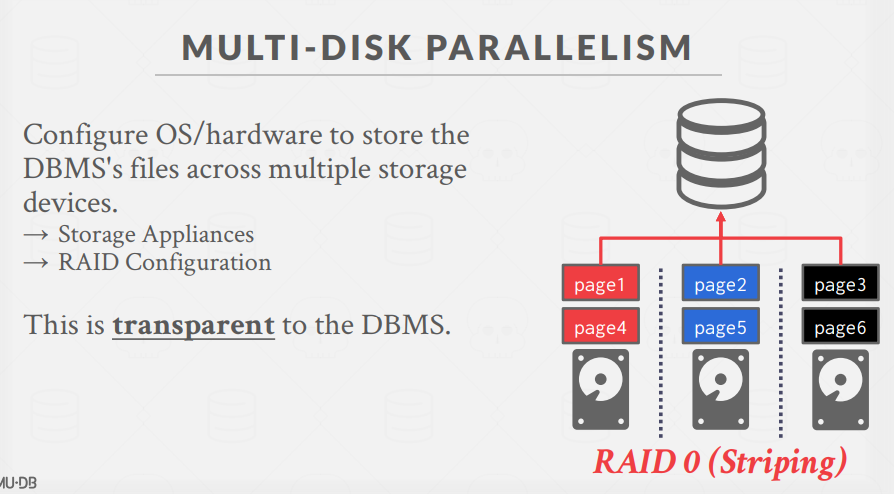 MULTI-DISK PARALLELISM
Configure OS/hardware to store the
DBMS's files across multiple storage
devices.
→ Storage Appliances
→ RAID Configuration
This is transparent to the DBMS.
page1 page2 page3
page4 page5 page6
RAID 0 (Striping)
MU·DB